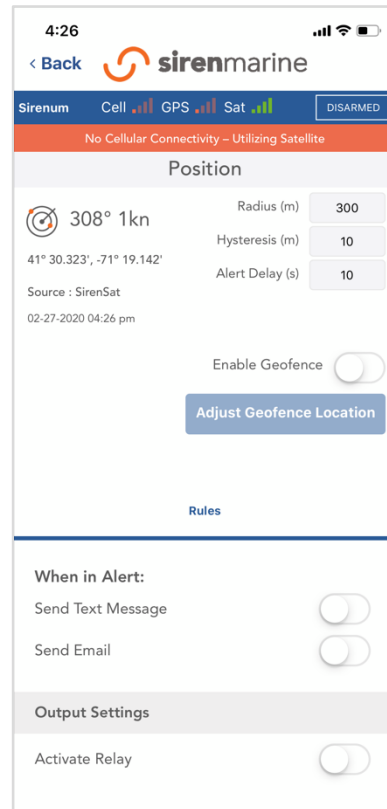 4:26
< Back sirenmarine
Sirenum Cell GPS Sat DISARMED
No Cellular Connectivity – Utilizing Satellite
Position
308° 1kn
Radius (m) 300
Hysteresis (m) 10
41° 30.323', -71° 19.142'
Alert Delay (s) 10
Source : SirenSat
02-27-2020 04:26 pm
Enable Geofence
Adjust Geofence Location
Rules
When in Alert:
Send Text Message
Send Email
Output Settings
Activate Relay